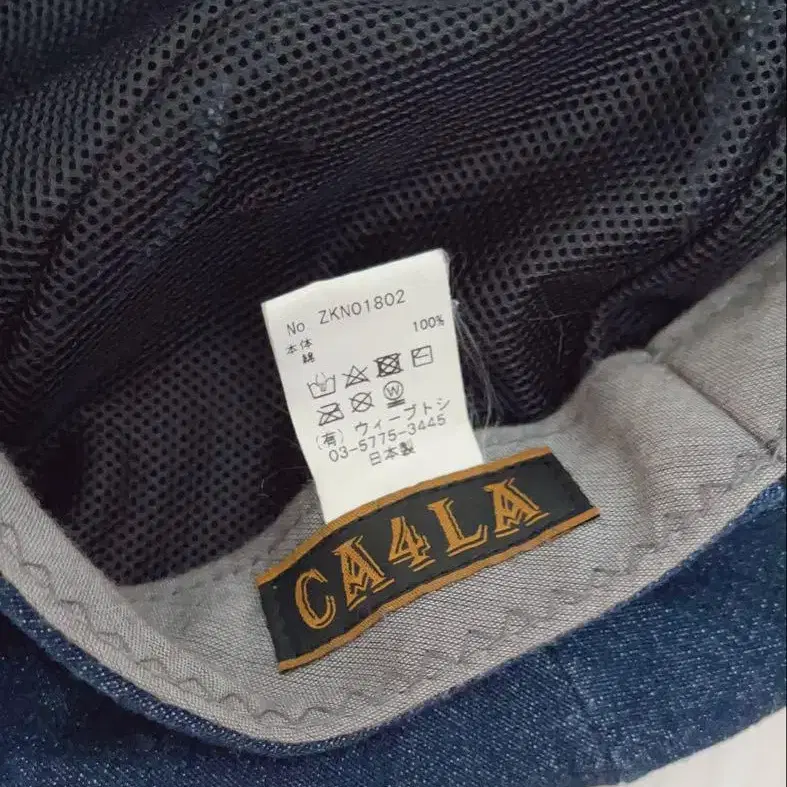 No. ZKN01802
本体
綿 100%
W
(有) ウィーブトシ
03-5775-3445
日本製
CA4LA